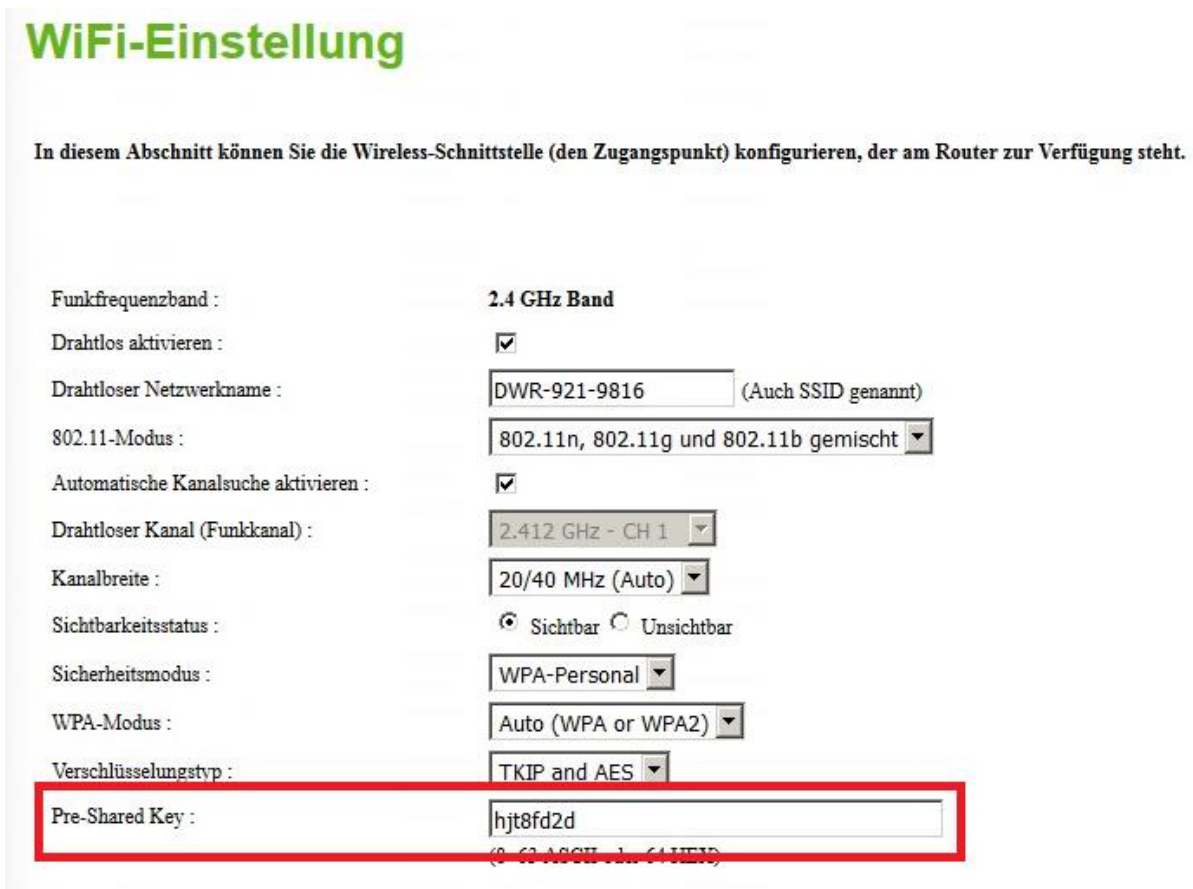 WiFi-Einstellung
In diesem Abschnitt können Sie die Wireless-Schnittstelle (den Zugangspunkt) konfigurieren, der am Router zur Verfügung steht.
Funkfrequenzband : 2.4 GHz Band
Drahtlos aktivieren :
Drahtloser Netzwerkname : DWR-921-9816 (Auch SSID genannt)
802.11-Modus : 802.11n, 802.11g und 802.11b gemischt
Automatische Kanalsuche aktivieren :
Drahtloser Kanal (Funkkanal) : 2.412 GHz - CH 1
Kanalbreite : 20/40 MHz (Auto)
Sichtbarkeitsstatus : Sichtbar Unsichtbar
Sicherheitsmodus : WPA-Personal
WPA-Modus : Auto (WPA or WPA2)
Verschlüsselungstyp : TKIP and AES
Pre-Shared Key : hjt8fd2d